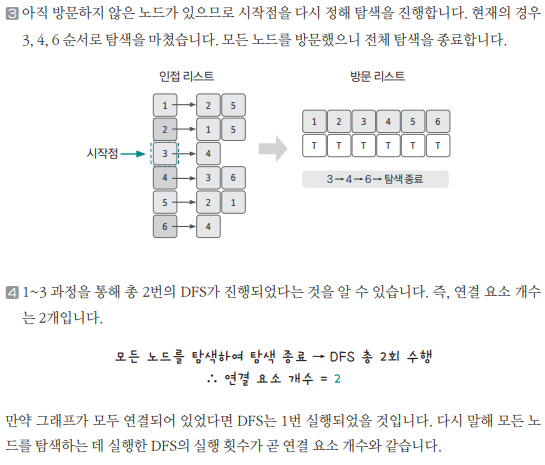 3 아직 방문하지 않은 노드가 있으므로 시작점을 다시 정해 탐색을 진행합니다. 현재의 경우
3, 4, 6 순서로 탐색을 마쳤습니다. 모든 노드를 방문했으니 전체 탐색을 종료합니다.
인접 리스트
방문 리스트
1 → 2 5
2 → 1 5
시작점 → 3 → 4
4 → 3 6
5 → 2 1
6 → 4
1 2 3 4 5 6
T T T T T T
3 → 4 → 6 → 탐색 종료
4 1~3 과정을 통해 총 2번의 DFS가 진행되었다는 것을 알 수 있습니다. 즉, 연결 요소 개수
는 2개입니다.
모든 노드를 탐색하여 탐색 종료 → DFS 총 2회 수행
∴ 연결 요소 개수 = 2
만약 그래프가 모두 연결되어 있었다면 DFS는 1번 실행되었을 것입니다. 다시 말해 모든 노
드를 탐색하는 데 실행한 DFS의 실행 횟수가 곧 연결 요소 개수와 같습니다.